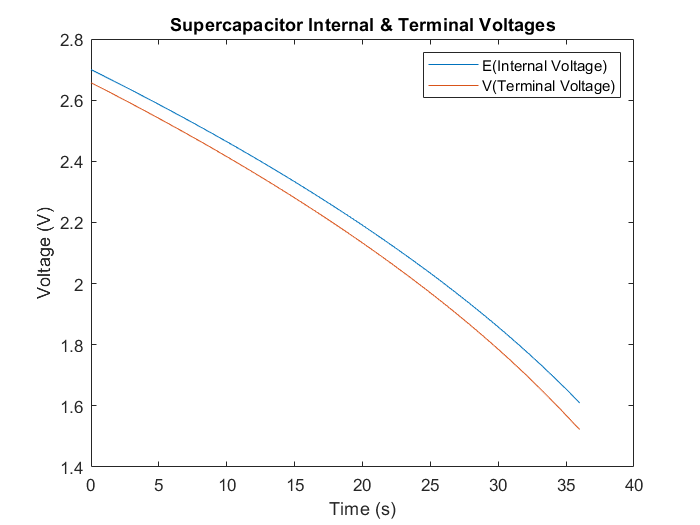 Supercapacitor Internal & Terminal Voltages
E(Internal Voltage)
V(Terminal Voltage)
Voltage (V)
2.8
2.6
2.4
2.2
2
1.8
1.6
1.4
0 5 10 15 20 25 30 35 40
Time (s)